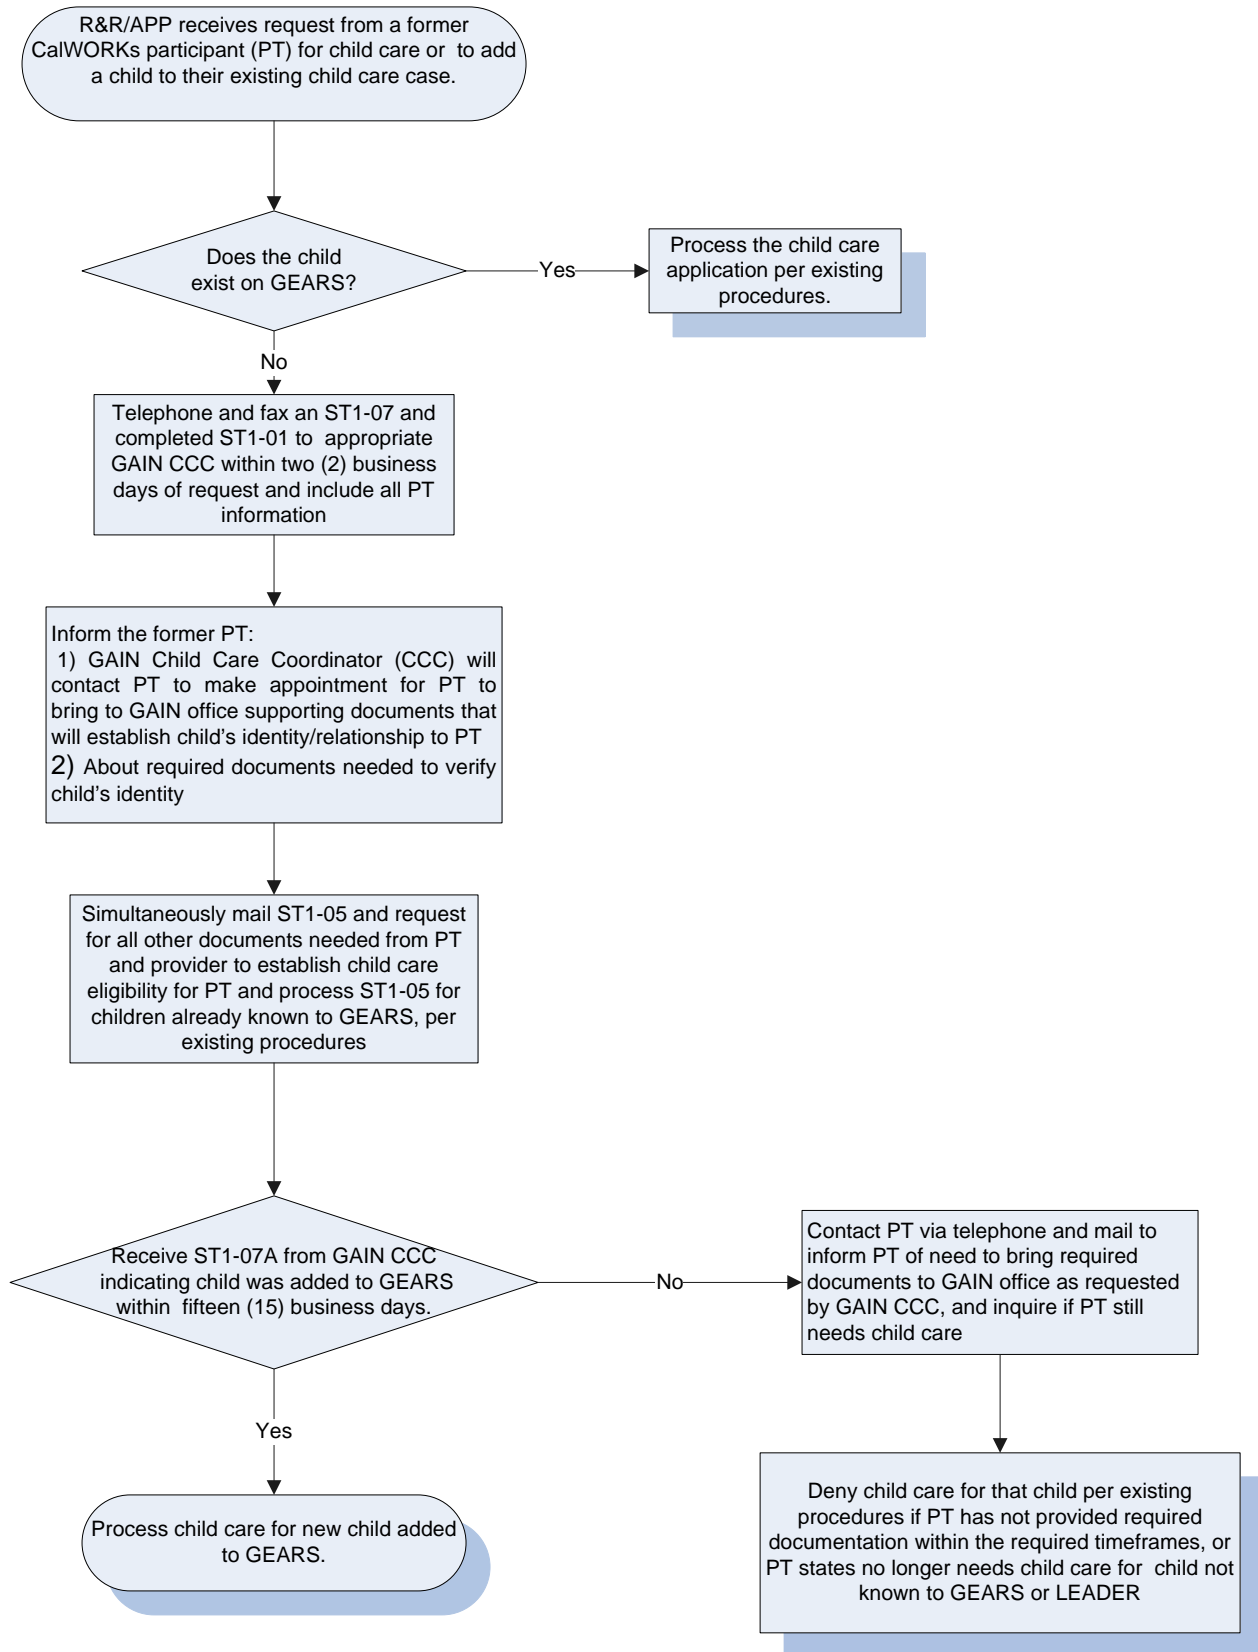 R&R/APP receives request from a former
CalWORKs participant (PT) for child care or to add
a child to their existing child care case.
Does the child
exist on GEARS?
Yes
Process the child care
application per existing
procedures.
No
Telephone and fax an ST1-07 and
completed ST1-01 to appropriate
GAIN CCC within two (2) business
days of request and include all PT
information
Inform the former PT:
1) GAIN Child Care Coordinator (CCC) will
contact PT to make appointment for PT to
bring to GAIN office supporting documents that
will establish child's identity/relationship to PT
2) About required documents needed to verify
child's identity
Simultaneously mail ST1-05 and request
for all other documents needed from PT
and provider to establish child care
eligibility for PT and process ST1-05 for
children already known to GEARS, per
existing procedures
Receive ST1-07A from GAIN CCC
indicating child was added to GEARS
within fifteen (15) business days.
No
Contact PT via telephone and mail to
inform PT of need to bring required
documents to GAIN office as requested
by GAIN CCC, and inquire if PT still
needs child care
Yes
Process child care for new child added
to GEARS.
Deny child care for that child per existing
procedures if PT has not provided required
documentation within the required timeframes, or
PT states no longer needs child care for child not
known to GEARS or LEADER